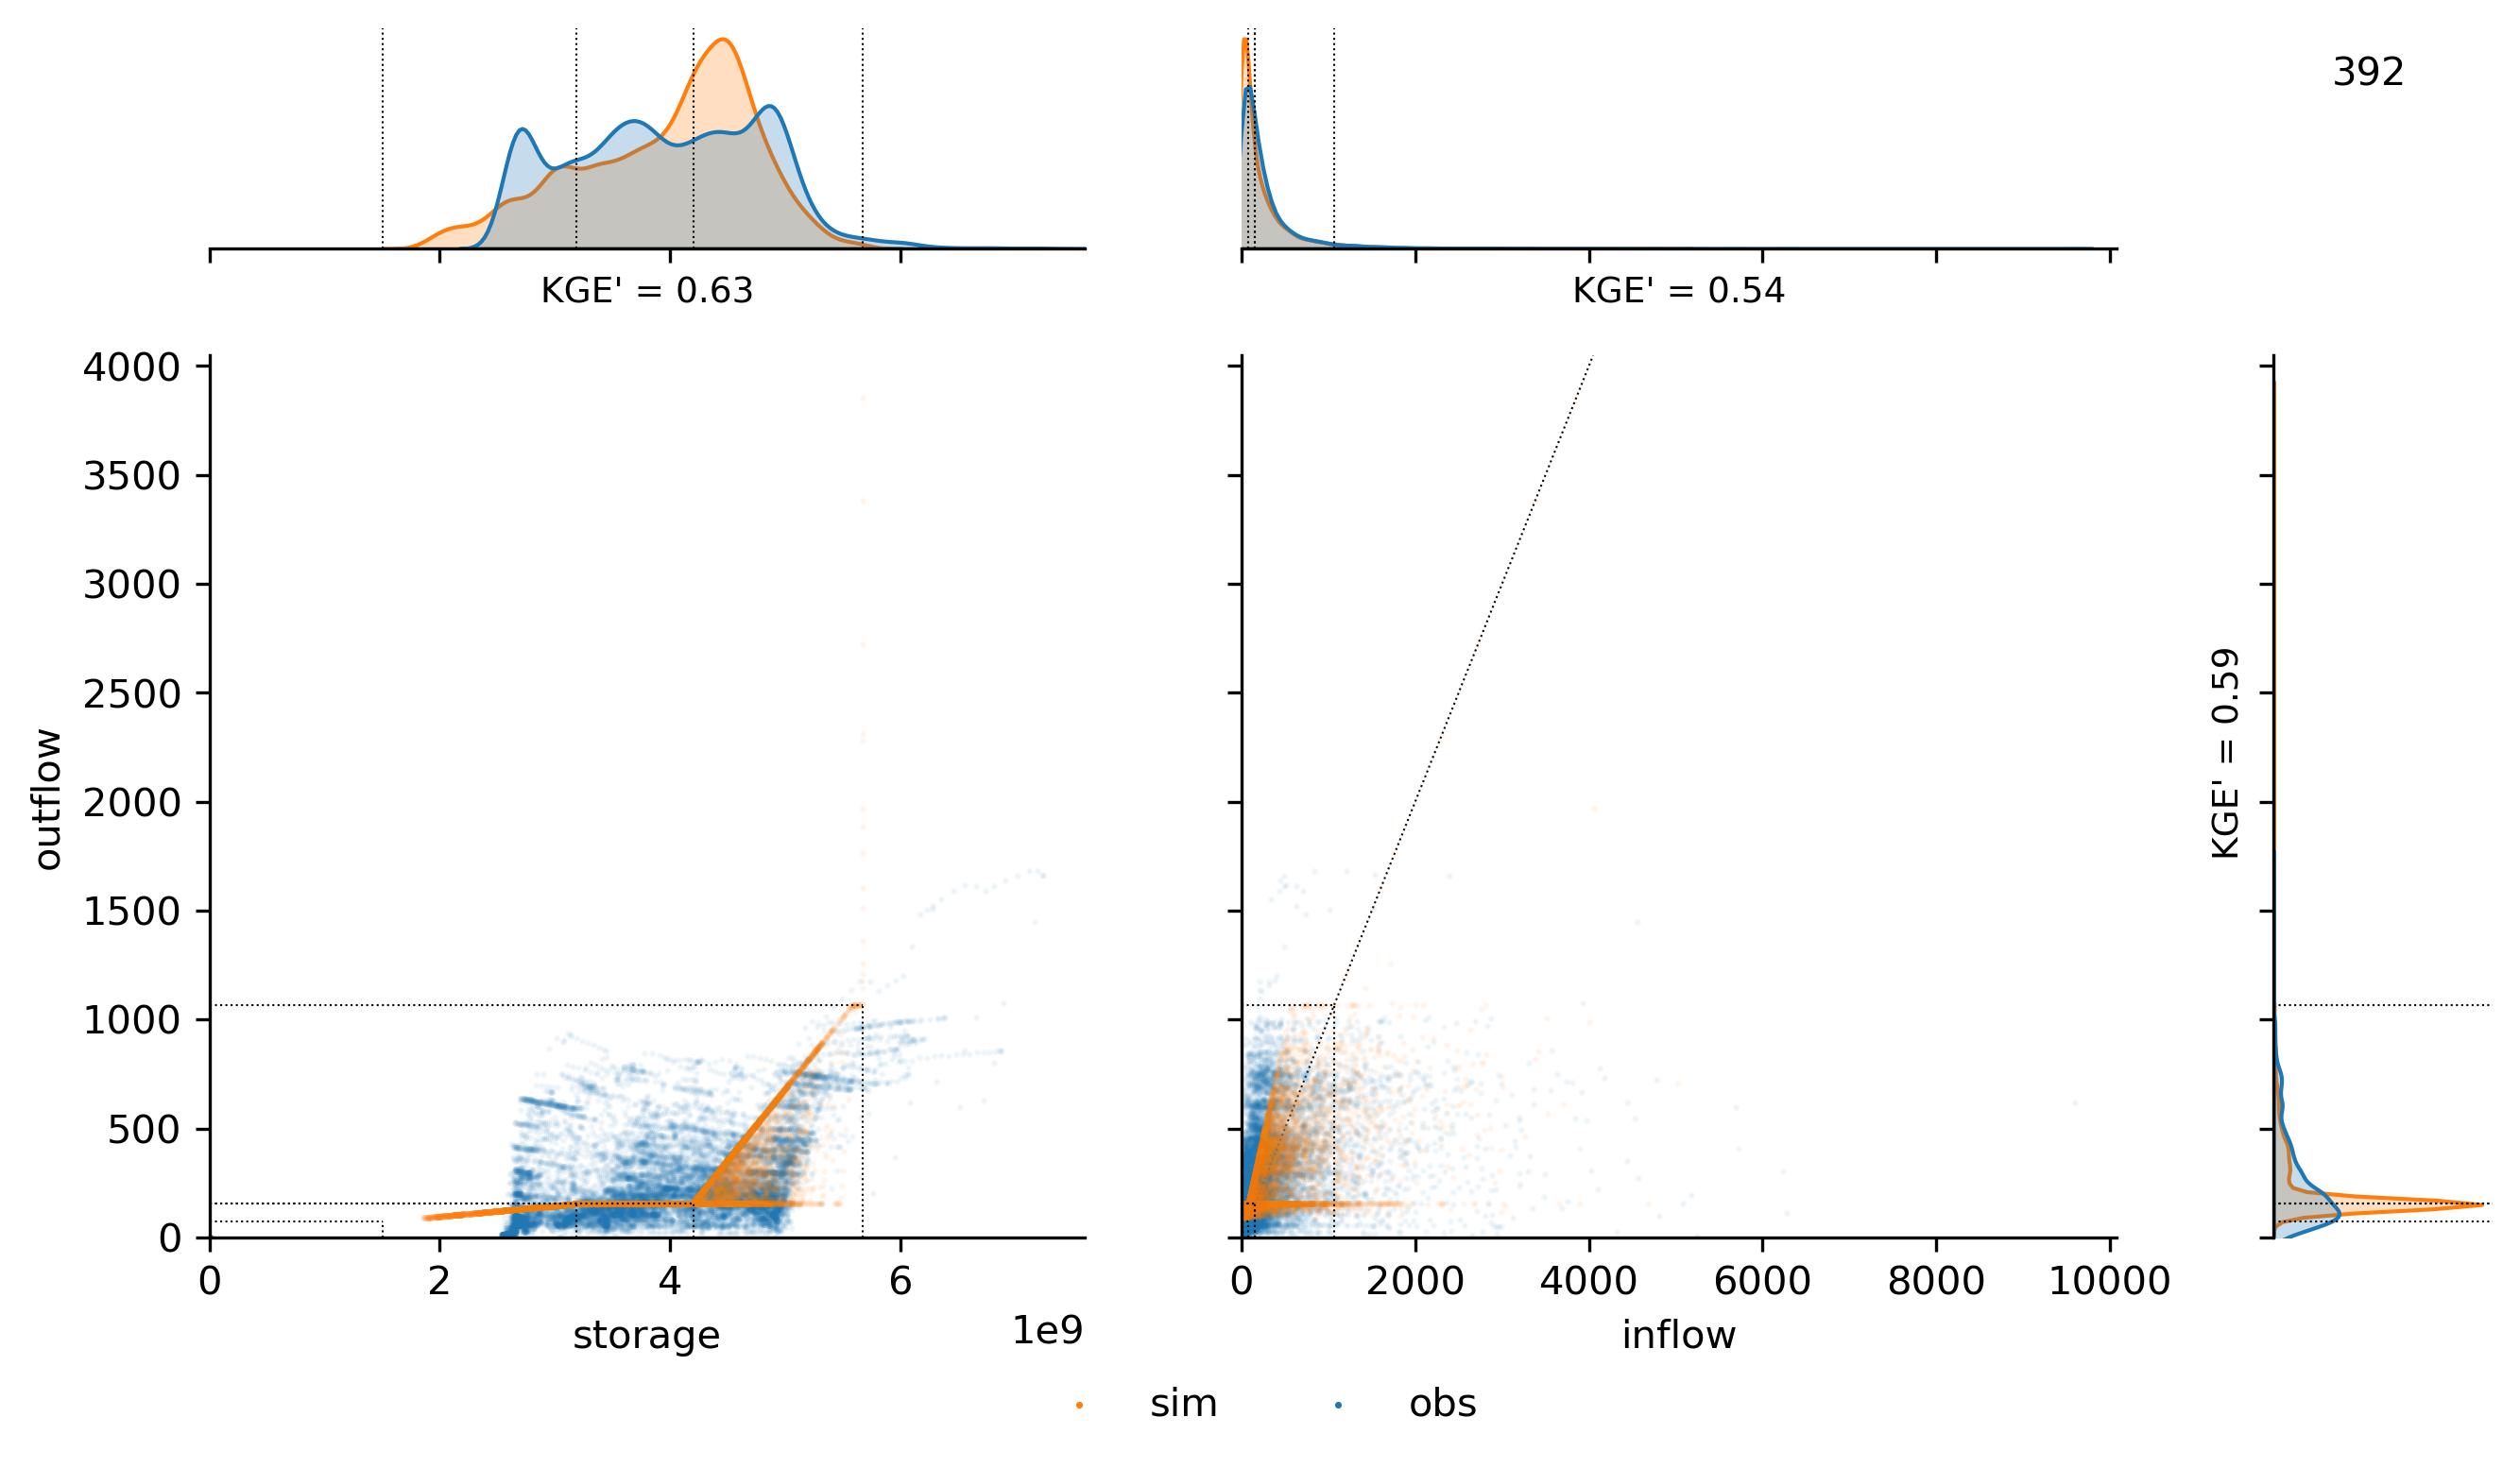 392
KGE' = 0.63
KGE' = 0.54
4000
3500
3000
2500
2000
1500
1000
500
0
outflow
0 2 4 6
1e9
storage
0 2000 4000 6000 8000 10000
inflow
KGE' = 0.59
sim obs